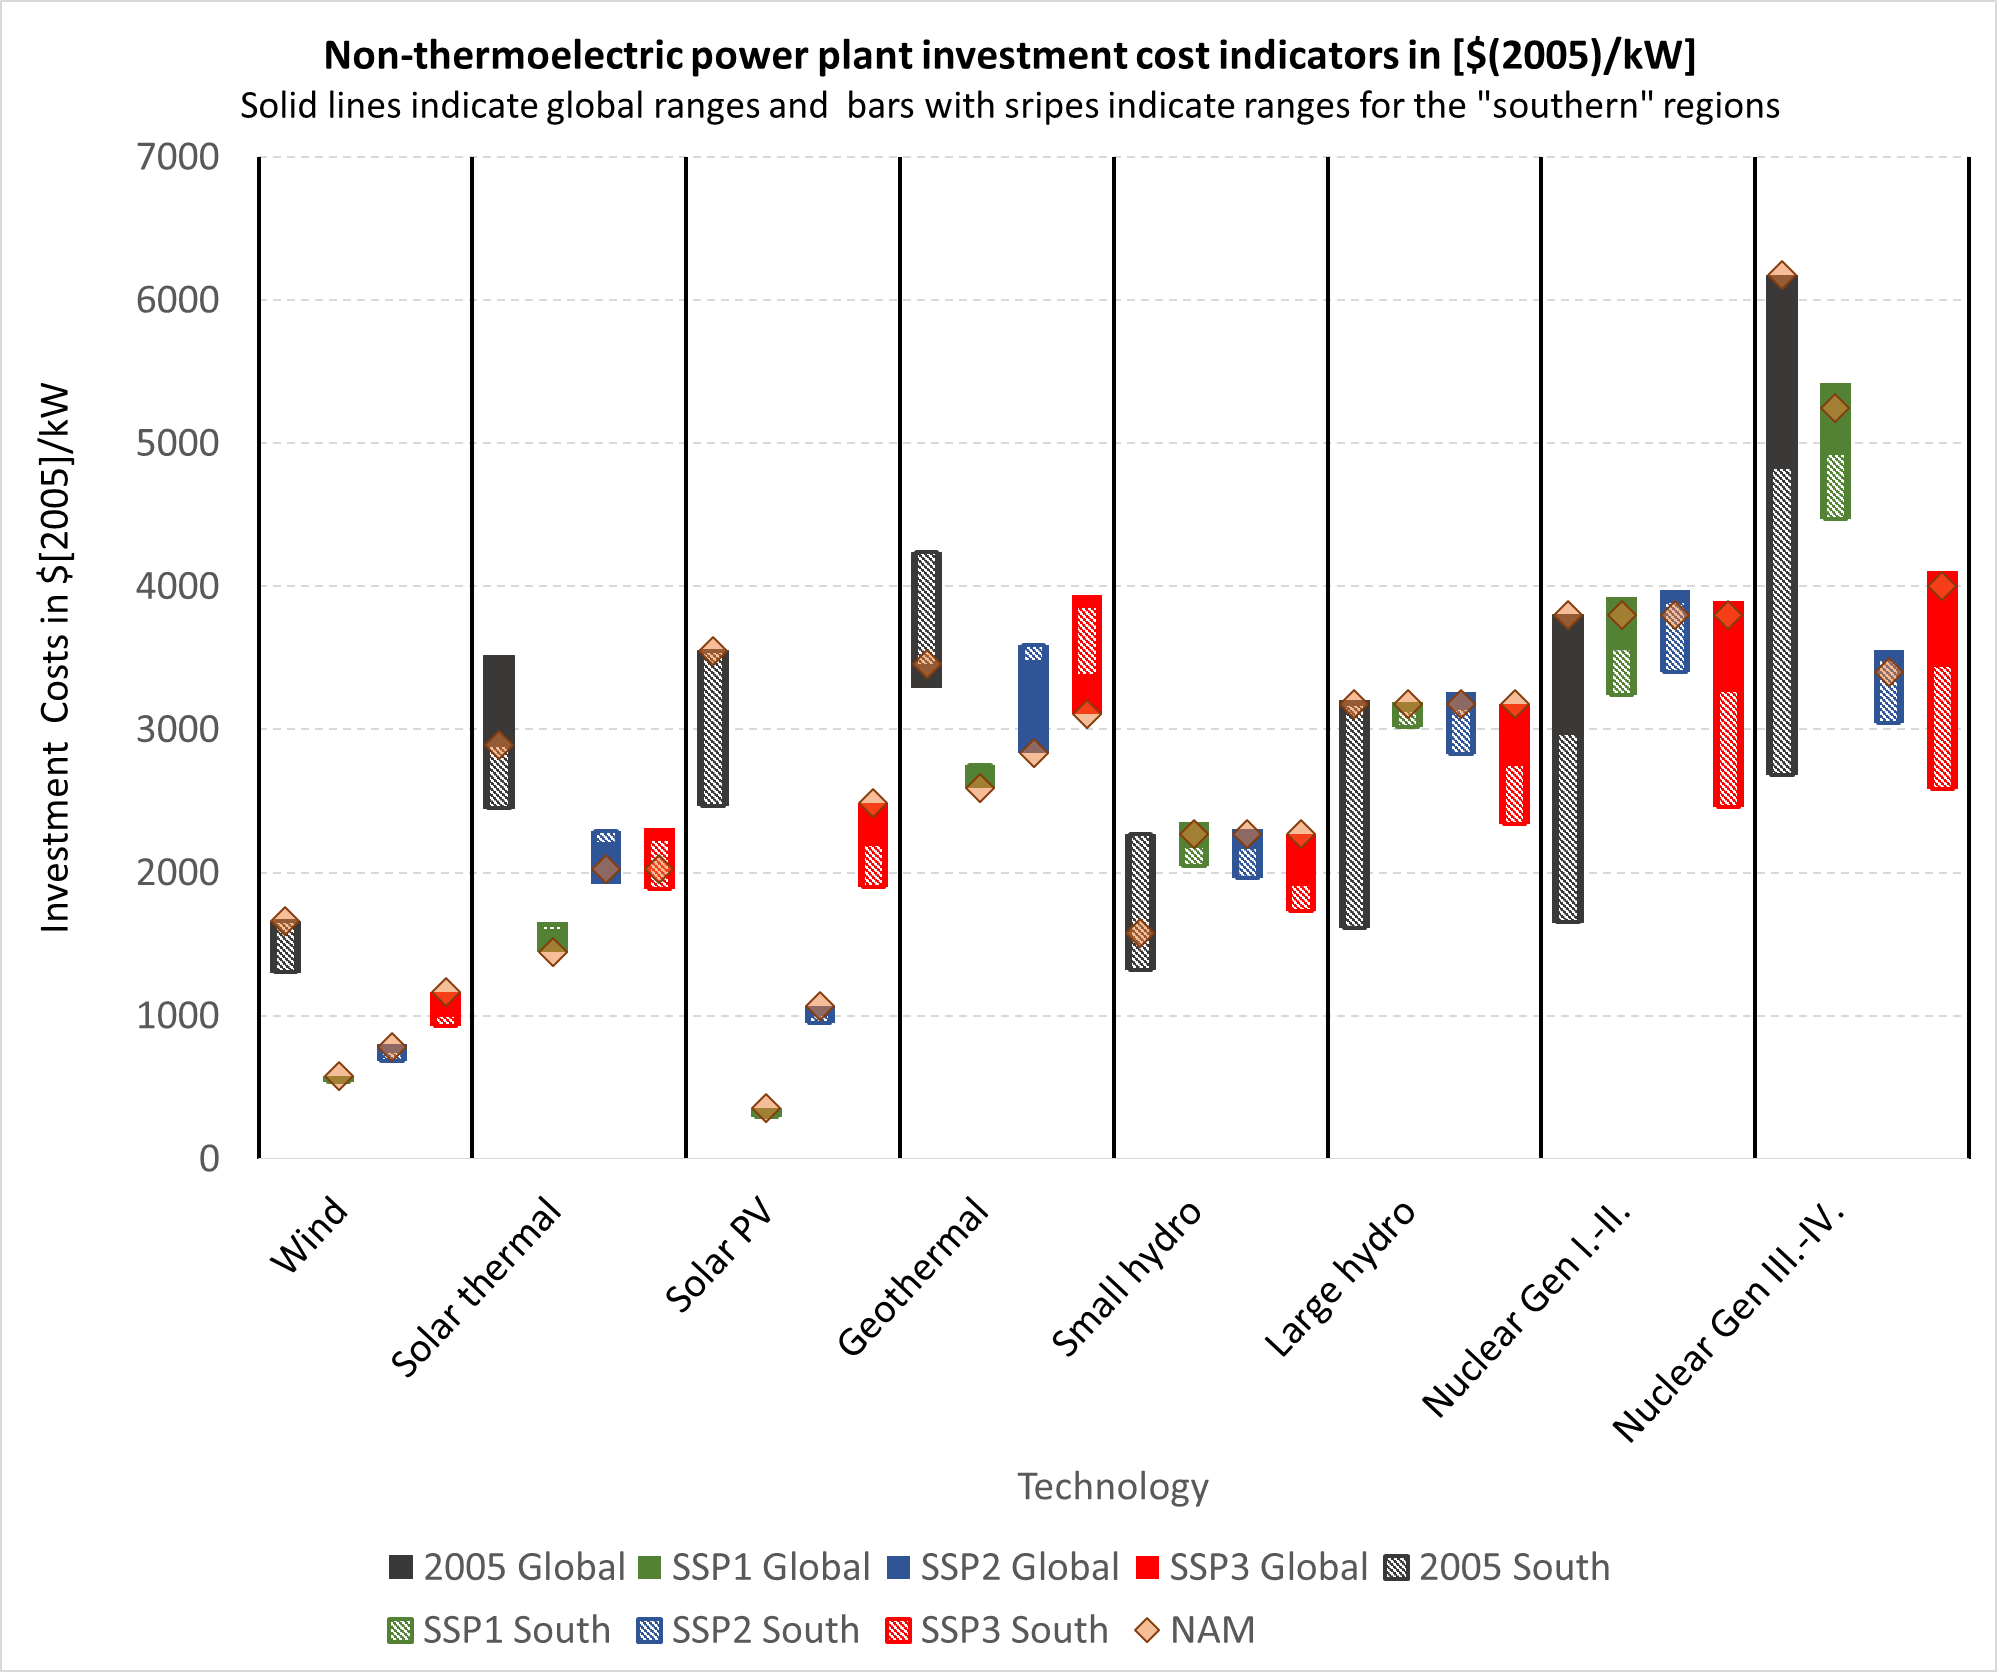 Non-thermoelectric power plant investment cost indicators in [$(2005)/kW]
Solid lines indicate global ranges and  bars with sripes indicate ranges for the "southern" regions
Investment  Costs in $[2005]/kW
7000
6000
5000
4000
3000
2000
1000
0
Wind
Solar thermal
Solar PV
Geothermal
Small hydro
Large hydro
Nuclear Gen I.-II.
Nuclear Gen III.-IV.
Technology
2005 Global SSP1 Global SSP2 Global SSP3 Global 2005 South
SSP1 South SSP2 South SSP3 South NAM